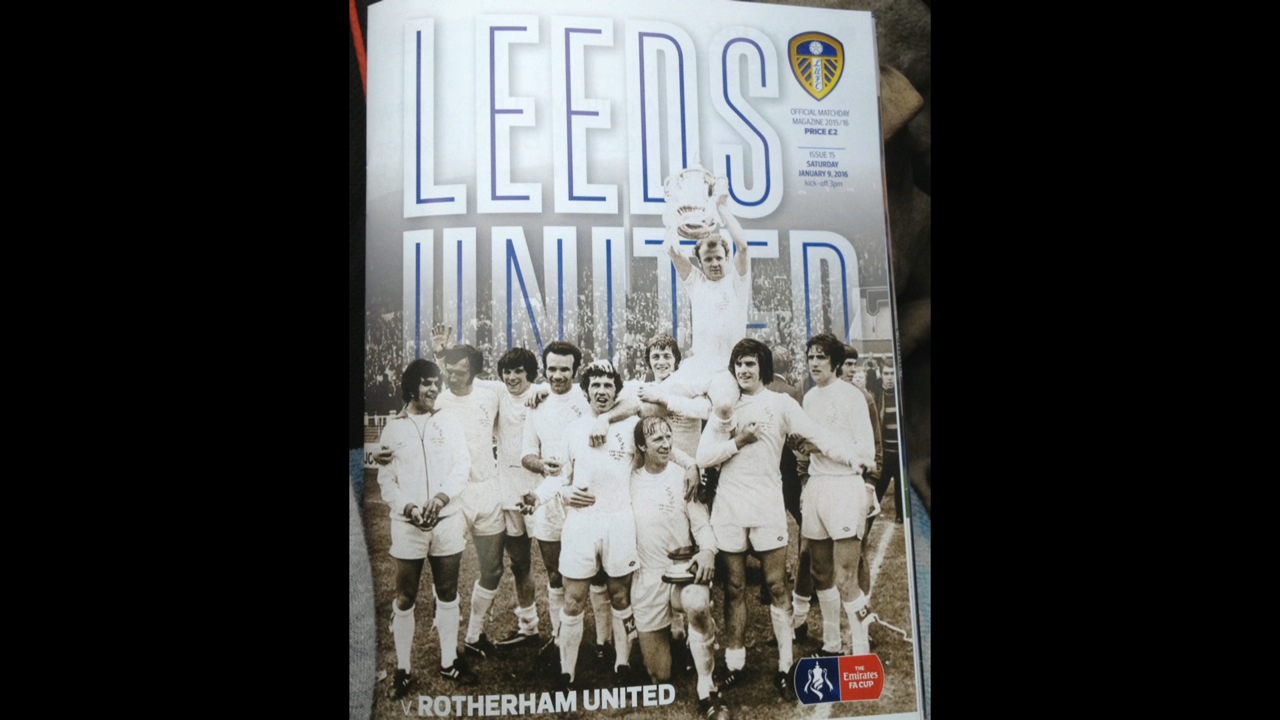 LEEDS
UNITED
LUFC
OFFICIAL MATCHDAY
MAGAZINE 2015/16
PRICE £2
ISSUE 15
SATURDAY
JANUARY 9, 2016
kick-off 3pm
V ROTHERHAM UNITED
THE
Emirates
FA CUP